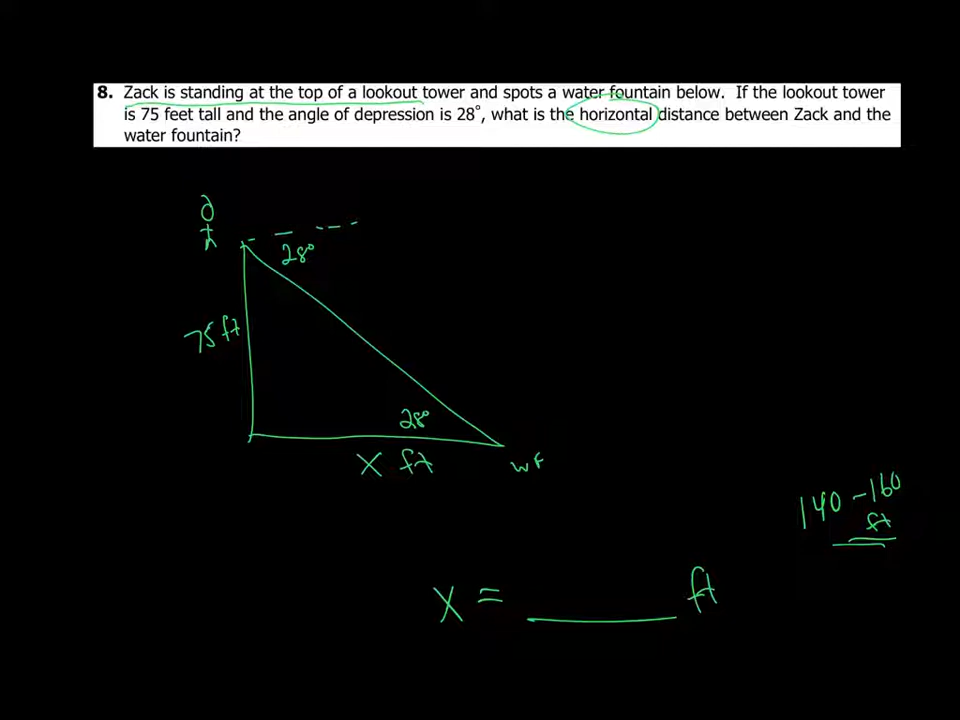 8. Zack is standing at the top of a lookout tower and spots a water fountain below. If the lookout tower
is 75 feet tall and the angle of depression is 28°, what is the horizontal distance between Zack and the
water fountain?
28°
75 ft
28°
X ft
WF
140 - 160
ft
X = ______ ft